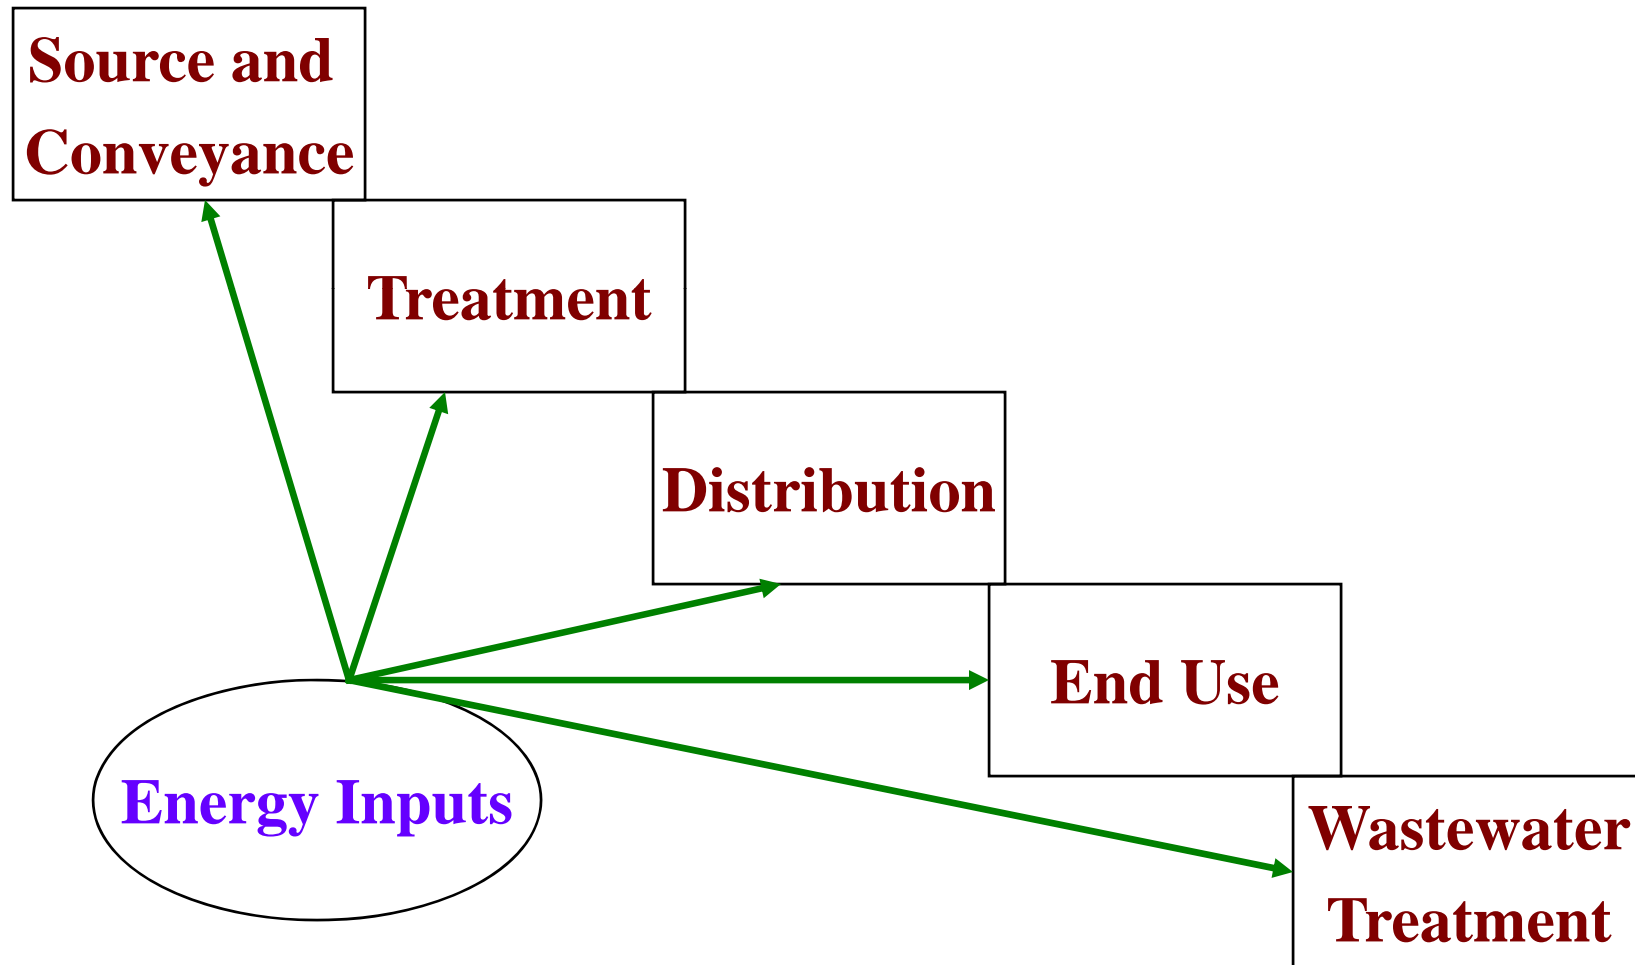 Source and
Conveyance
Treatment
Distribution
End Use
Energy Inputs
Wastewater
Treatment